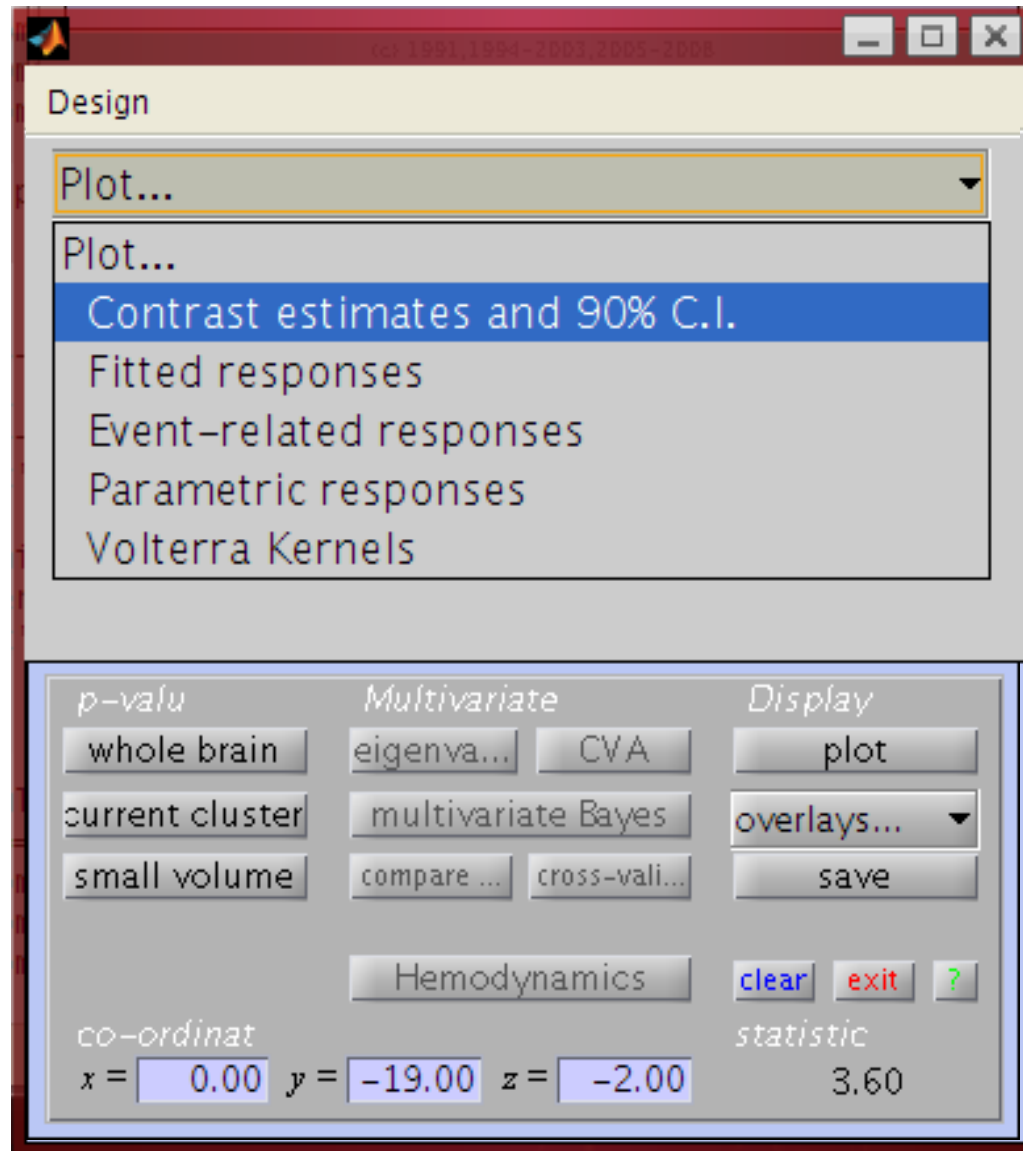 (c) 1991,1994-2003,2005-2008
Design
Plot...
Plot...
Contrast estimates and 90% C.I.
Fitted responses
Event-related responses
Parametric responses
Volterra Kernels
p-valu Multivariate Display
whole brain eigenva... CVA plot
current cluster multivariate Bayes overlays...
small volume compare ... cross-vali... save
Hemodynamics clear exit ?
co-ordinat statistic
x = 0.00 y = -19.00 z = -2.00 3.60